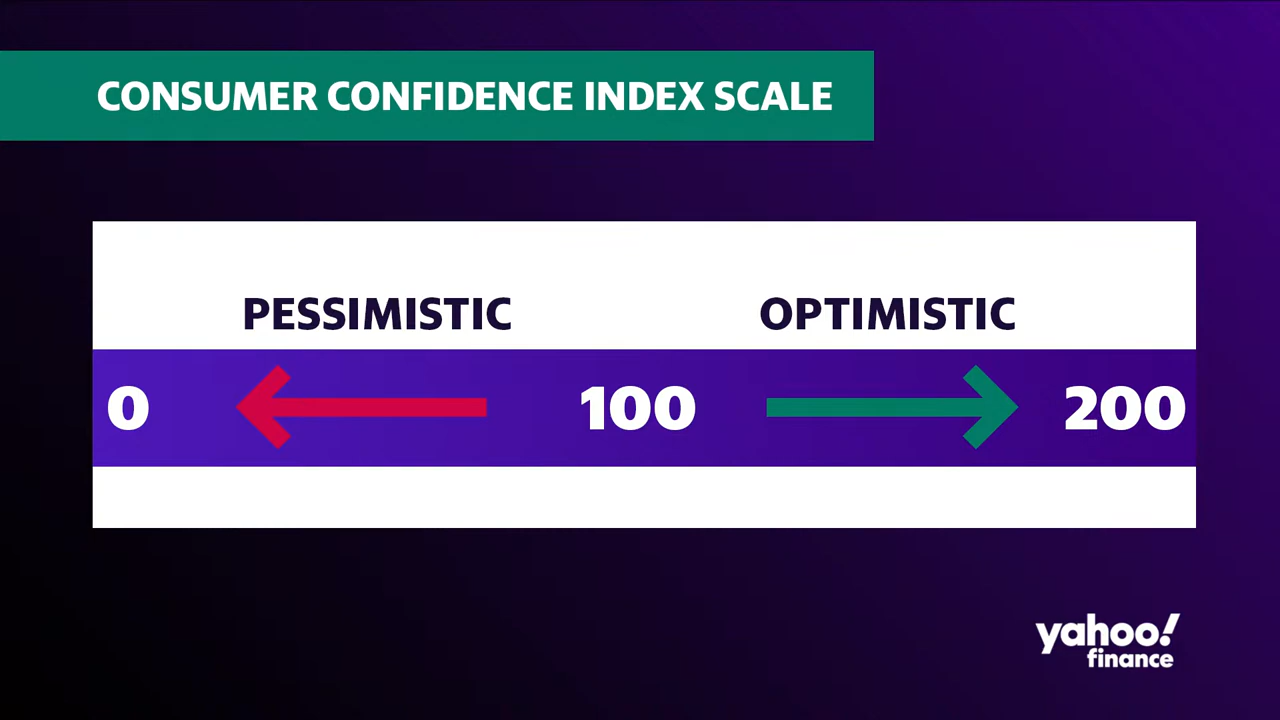 CONSUMER CONFIDENCE INDEX SCALE
PESSIMISTIC OPTIMISTIC
0 100 200
yahoo!
finance